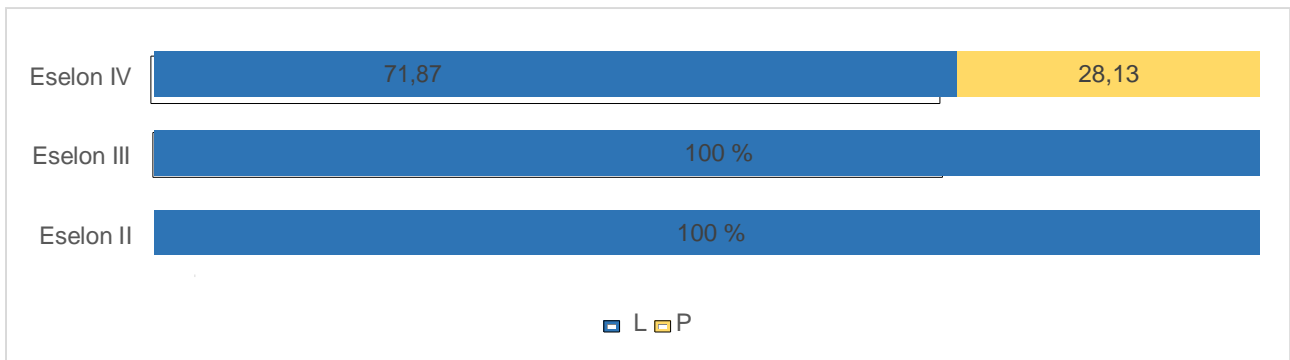 Eselon IV 71,87 28,13
Eselon III 100 %
Eselon II 100 %
L P